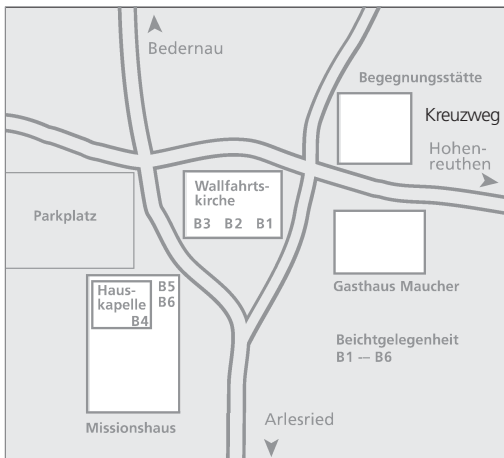 Bedernau
Begegnungsstätte
Kreuzweg
Hohen-
reuthen
Wallfahrts-
kirche
B3 B2 B1
Parkplatz
Gasthaus Maucher
Haus-
kapelle
B4
B5
B6
Beichtgelegenheit
B1 — B6
Arlesried
Missionshaus